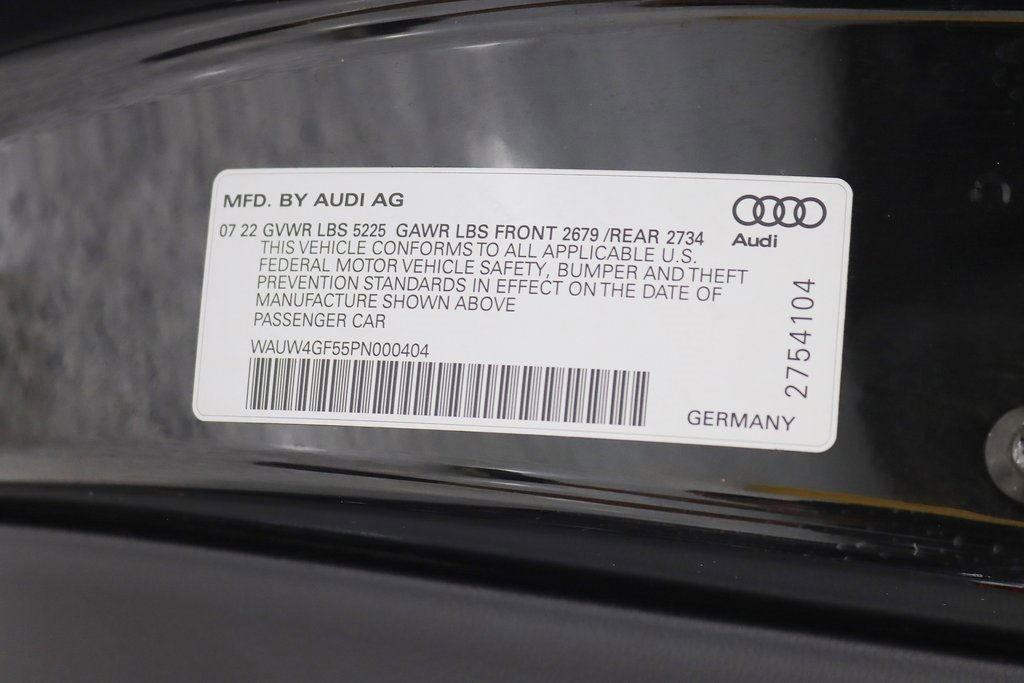 MFD. BY AUDI AG
Audi
07 22 GVWR LBS 5225 GAWR LBS FRONT 2679 /REAR 2734
THIS VEHICLE CONFORMS TO ALL APPLICABLE U.S.
FEDERAL MOTOR VEHICLE SAFETY, BUMPER AND THEFT
PREVENTION STANDARDS IN EFFECT ON THE DATE OF
MANUFACTURE SHOWN ABOVE
PASSENGER CAR
WAUW4GF55PN000404
2754104
GERMANY